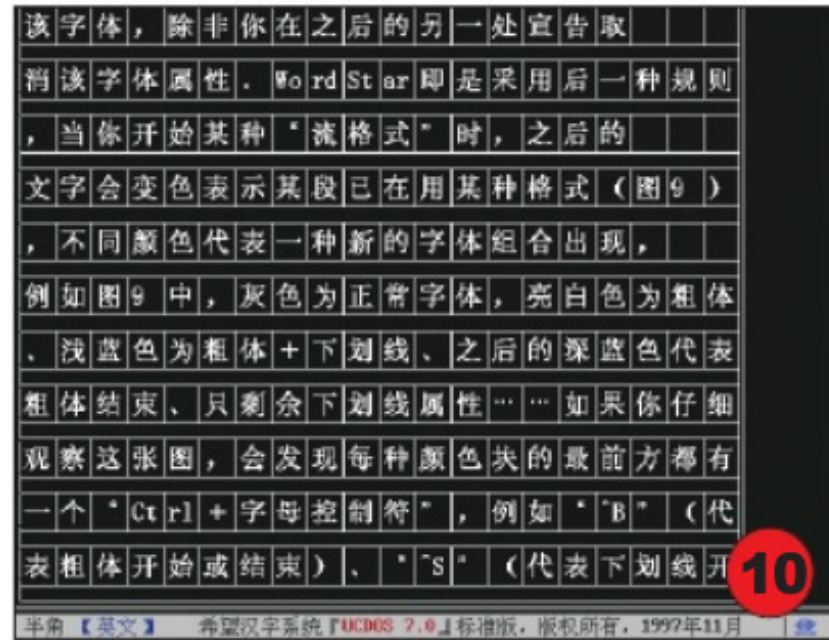 该字体，除非你在之后的另一处宣告取
消该字体属性．WordStar即是采用后一种规则
，当你开始某种“流格式”时，之后的
文字会变色表示某段已在用某种格式（图9）
，不同颜色代表一种新的字体组合出现，
例如图9 中，灰色为正常字体，亮白色为粗体
、浅蓝色为粗体＋下划线、之后的深蓝色代表
粗体结束、只剩余下划线属性……如果你仔细
观察这张图，会发现每种颜色块的最前方都有
一个“Ctrl＋字母控制符”，例如“^B”（代
表粗体开始或结束）、“^S”（代表下划线开
10
半角【英文】 希望汉字系统『UCDOS 7.0』标准版，版权所有，1997年11月